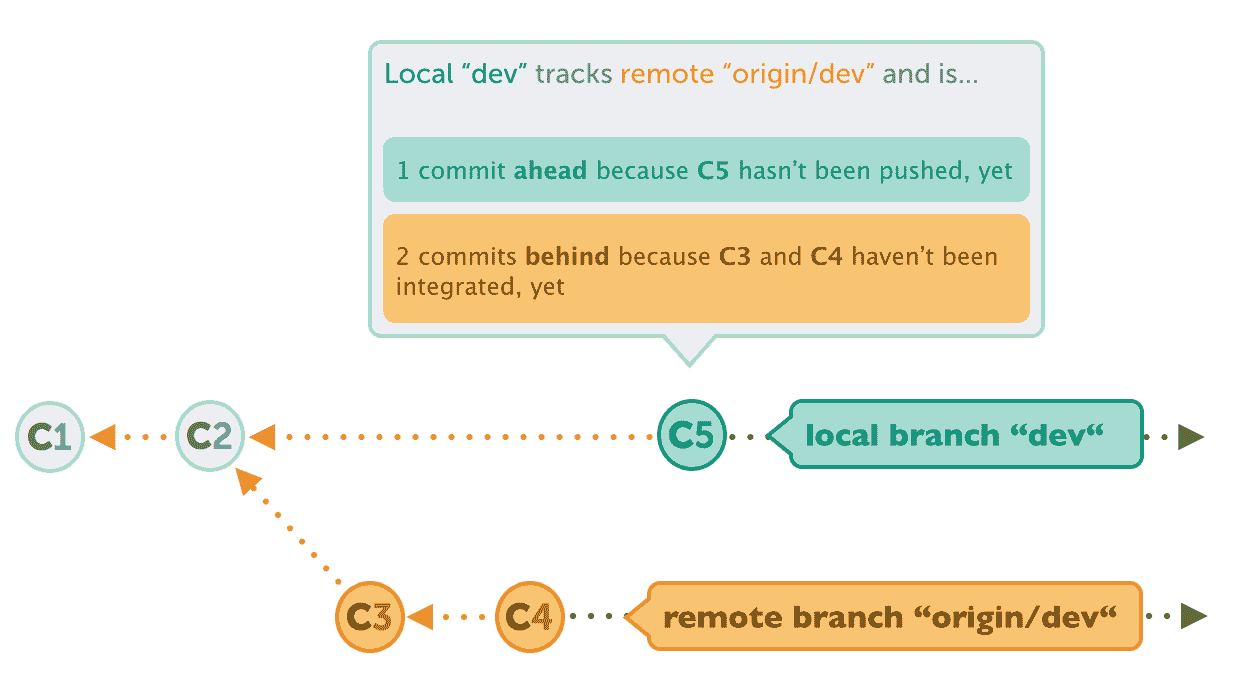 Local “dev” tracks remote “origin/dev” and is...
1 commit ahead because C5 hasn’t been pushed, yet
2 commits behind because C3 and C4 haven’t been
integrated, yet
C1
C2
C5
local branch “dev“
C3
C4
remote branch “origin/dev“